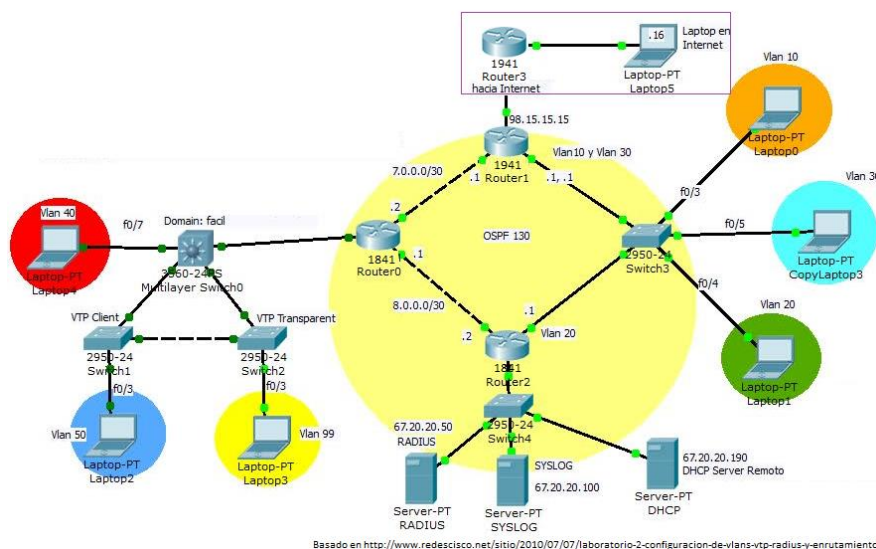 .16
Laptop en
Internet
1941
Router3
hacia Internet
Laptop-PT
Laptop5
Vlan 10
98.15.15.15
1941
Router1
Vlan10 y Vlan 30
Laptop-PT
Laptop0
7.0.0.0/30
.1
.1, .1
f0/3
Vlan 40
f0/7
Domain: facil
.2
f0/5
OSPF 130
Laptop-PT
Laptop4
3560-24PS
Multilayer Switch0
1841
Router0
.1
2950-24
Switch3
Laptop-PT
CopyLaptop3
f0/4
8.0.0.0/30
VTP Client
VTP Transparent
.1
Vlan 20
.2
Vlan 20
2950-24
Switch1
2950-24
Switch2
1841
Router2
Laptop-PT
Laptop1
f0/3
f0/3
67.20.20.50
RADIUS
2950-24
Switch4
Vlan 50
Vlan 99
67.20.20.190
DHCP Server Remoto
Laptop-PT
Laptop2
Laptop-PT
Laptop3
SYSLOG
67.20.20.100
Server-PT
RADIUS
Server-PT
SYSLOG
Server-PT
DHCP
Basado en http://www.redescisco.net/sitio/2010/07/07/laboratorio-2-configuracion-de-vlans-vtp-radius-y-enrutamiento